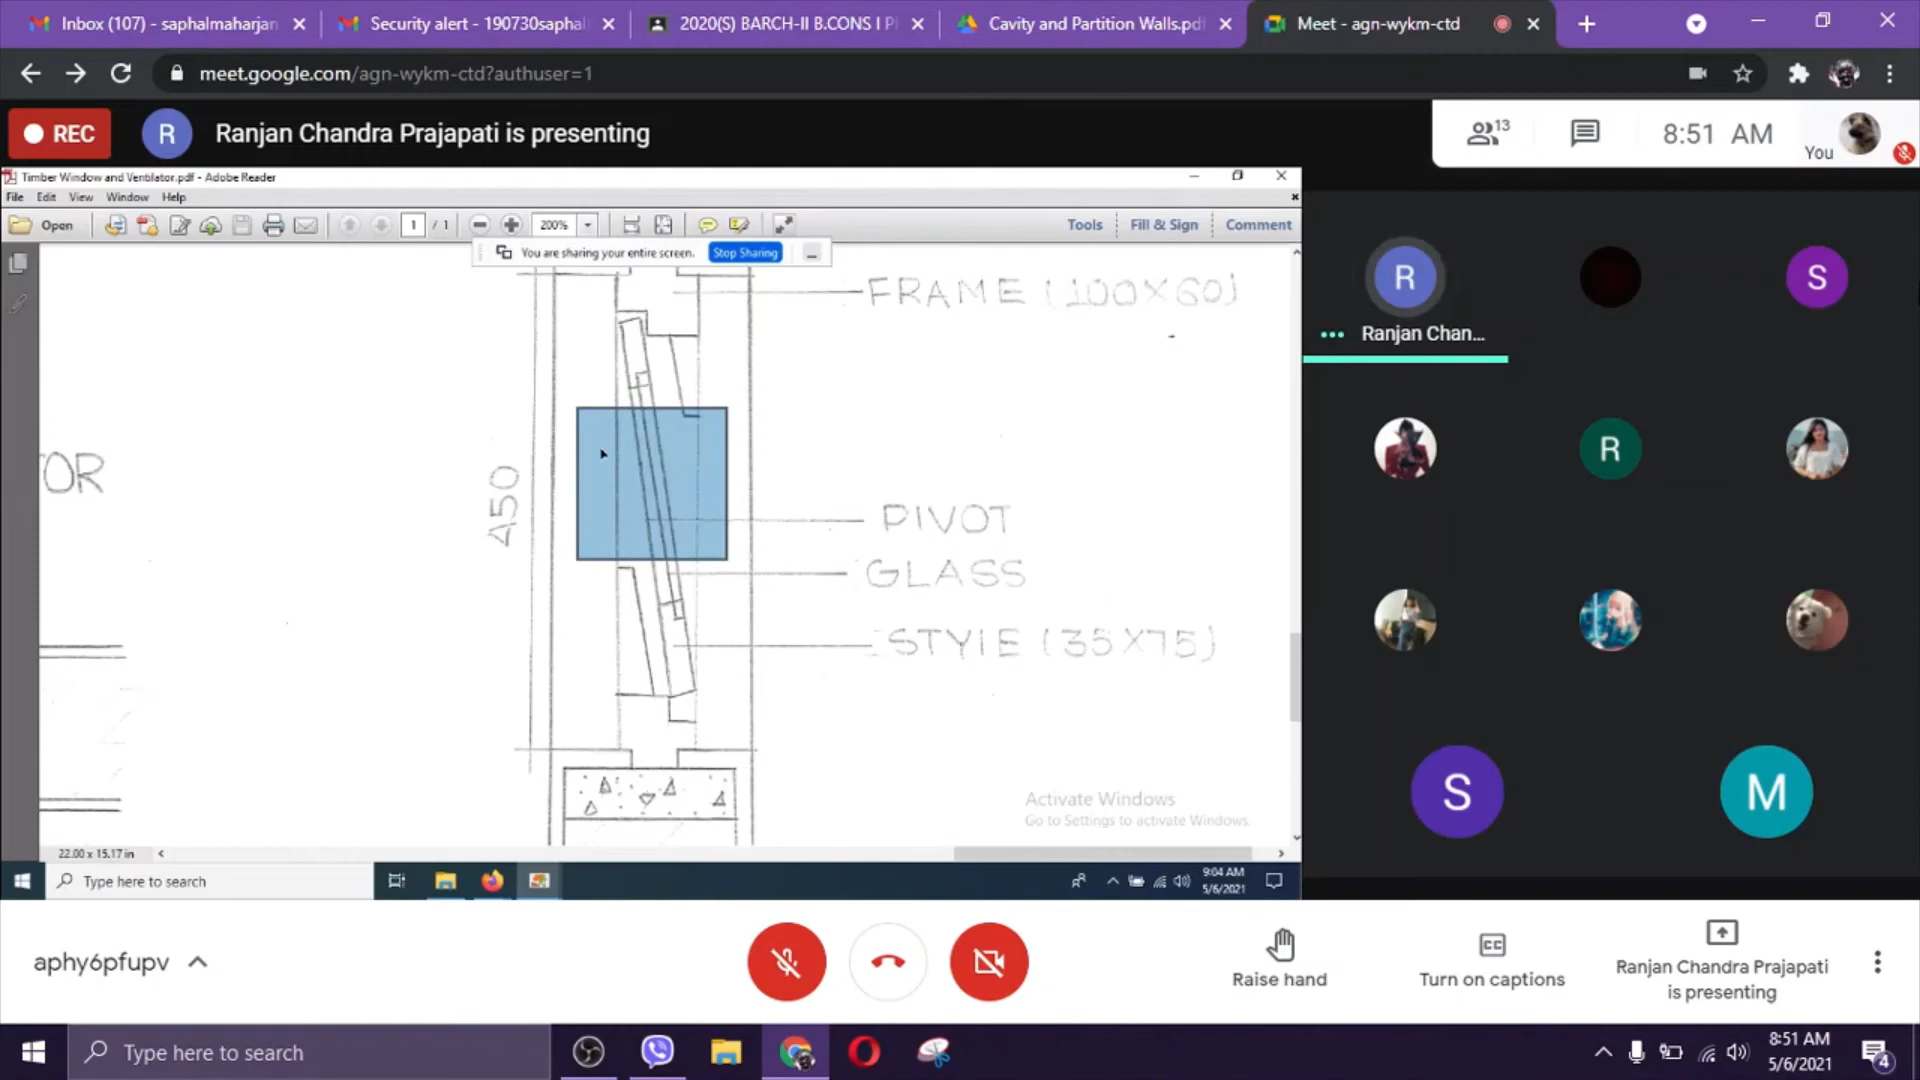 Inbox (107) - saphalmaharjan
Security alert - 190730saphal
2020(S) BARCH-II B.CONS I P
Cavity and Partition Walls.pdf
Meet - agn-wykm-ctd
meet.google.com/agn-wykm-ctd?authuser=1
REC
R
Ranjan Chandra Prajapati is presenting
13
8:51 AM
You
Timber Window and Ventilator.pdf - Adobe Reader
File Edit View Window Help
Open
1 / 1
200%
Tools
Fill & Sign
Comment
You are sharing your entire screen.
Stop Sharing
FRAME (100X60)
OR
450
PIVOT
GLASS
STYIE (35X75)
Activate Windows
Go to Settings to activate Windows.
22.00 x 15.17 in
Type here to search
9:04 AM
5/6/2021
R
S
Ranjan Chan...
R
S
M
aphy6pfupv
Raise hand
CC
Turn on captions
Ranjan Chandra Prajapati
is presenting
Type here to search
8:51 AM
5/6/2021
4